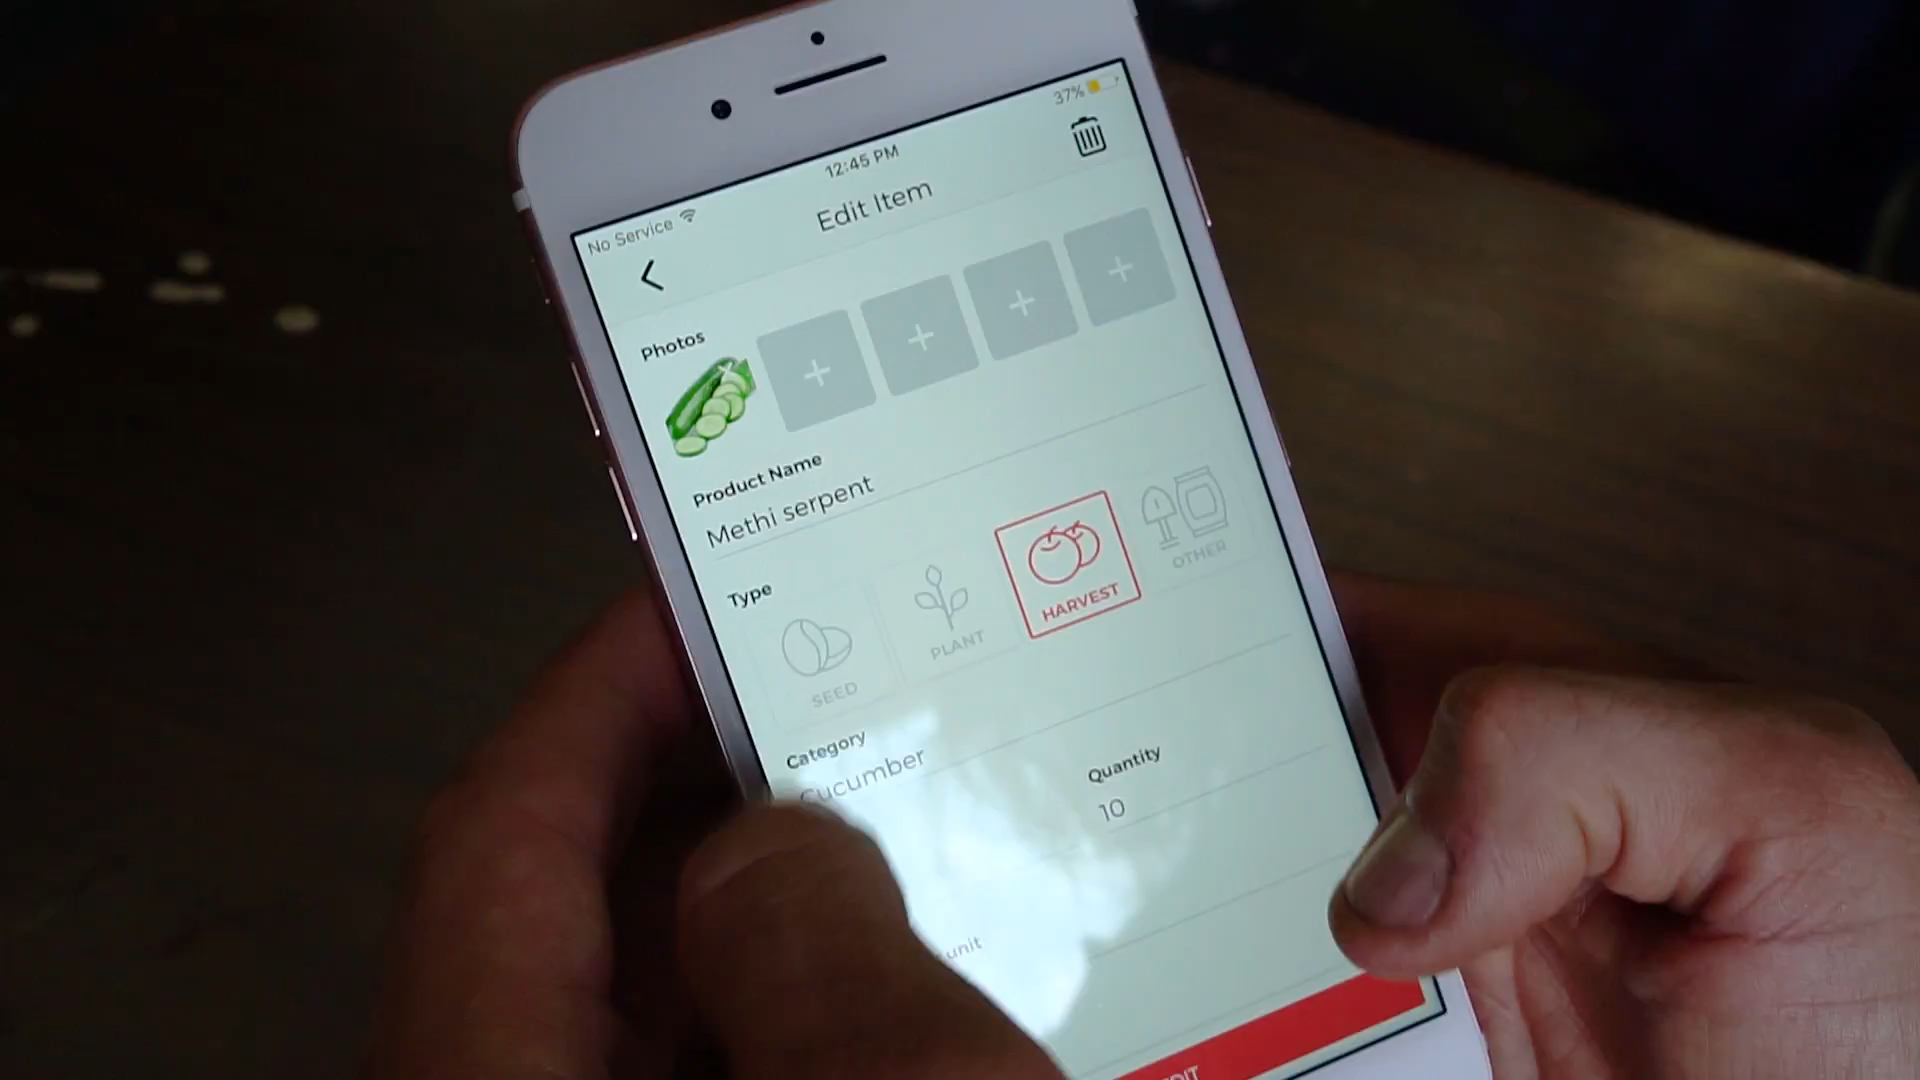 No Service
12:45 PM
37%
Edit Item
Photos
Product Name
Methi serpent
Type
SEED
PLANT
HARVEST
OTHER
Category
Cucumber
Quantity
10
unit